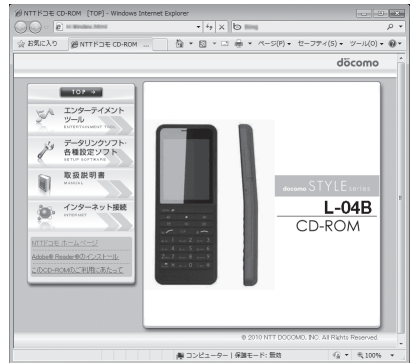 NTTドコモ CD-ROM [TOP] - Windows Internet Explorer
お気に入り
NTTドコモ CD-ROM ...
ページ(P)
セーフティ(S)
ツール(O)
döcomo
TOP →
エンターテイメント
ツール
ENTERTAINMENT TOOL
データリンクソフト・
各種設定ソフト
SETUP SOFTWARE
取扱説明書
MANUAL
インターネット接続
INTERNET
NTTドコモ ホームページ
Adobe® Reader®のインストール
このCD-ROMのご利用にあたって
docomo STYLE series
L-04B
CD-ROM
© 2010 NTT DOCOMO, INC. All Rights Reserved.
コンピューター | 保護モード: 無効
100%